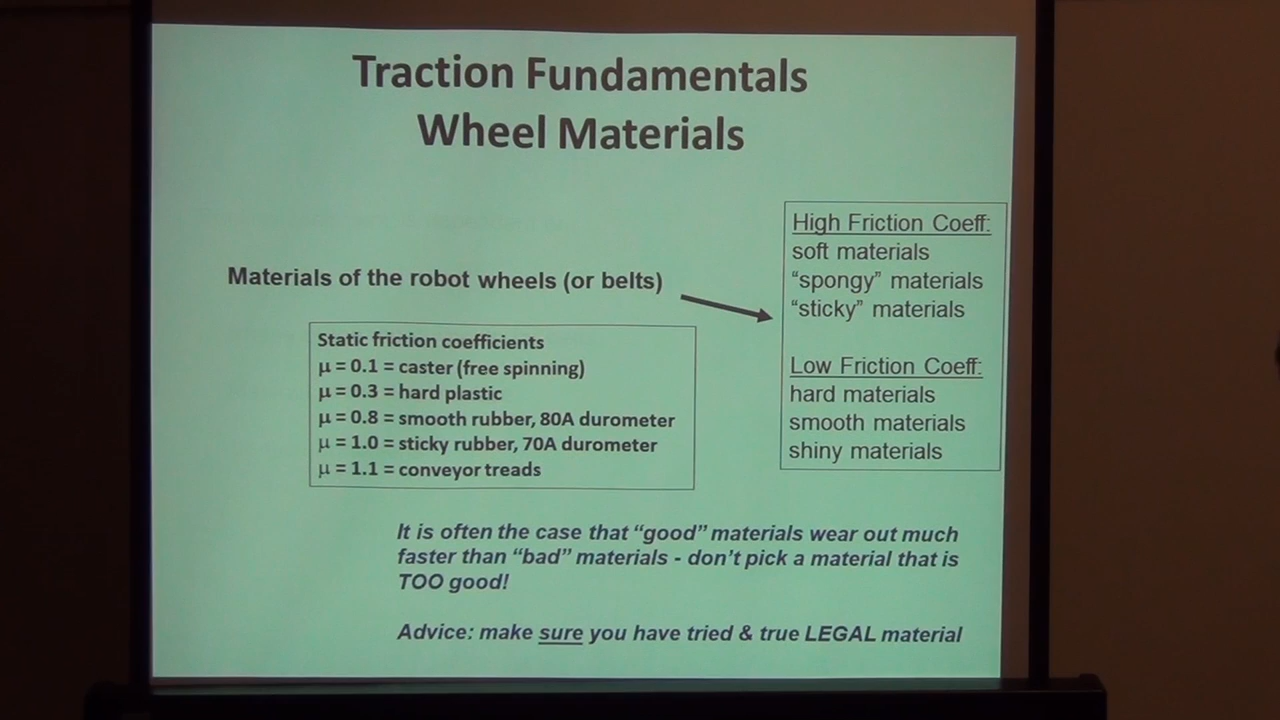 Traction Fundamentals
Wheel Materials
Materials of the robot wheels (or belts)
Static friction coefficients
μ = 0.1 = caster (free spinning)
μ = 0.3 = hard plastic
μ = 0.8 = smooth rubber, 80A durometer
μ = 1.0 = sticky rubber, 70A durometer
μ = 1.1 = conveyor treads
High Friction Coeff:
soft materials
“spongy” materials
“sticky” materials
Low Friction Coeff:
hard materials
smooth materials
shiny materials
It is often the case that “good” materials wear out much
faster than “bad” materials - don’t pick a material that is
TOO good!
Advice: make sure you have tried & true LEGAL material